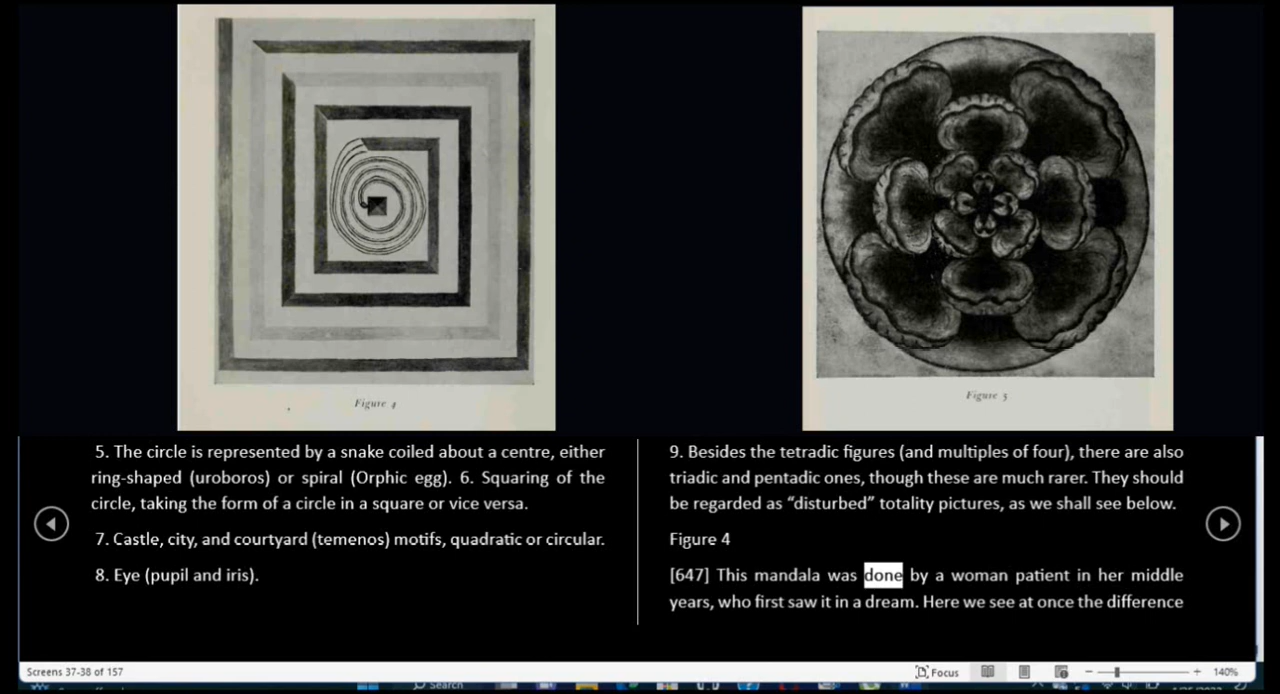 Figure 4
Figure 5
5. The circle is represented by a snake coiled about a centre, either
ring-shaped (uroboros) or spiral (Orphic egg). 6. Squaring of the
circle, taking the form of a circle in a square or vice versa.
7. Castle, city, and courtyard (temenos) motifs, quadratic or circular.
8. Eye (pupil and iris).
9. Besides the tetradic figures (and multiples of four), there are also
triadic and pentadic ones, though these are much rarer. They should
be regarded as “disturbed” totality pictures, as we shall see below.
Figure 4
[647] This mandala was done by a woman patient in her middle
years, who first saw it in a dream. Here we see at once the difference
Screens 37-38 of 157
Focus
140%
Search